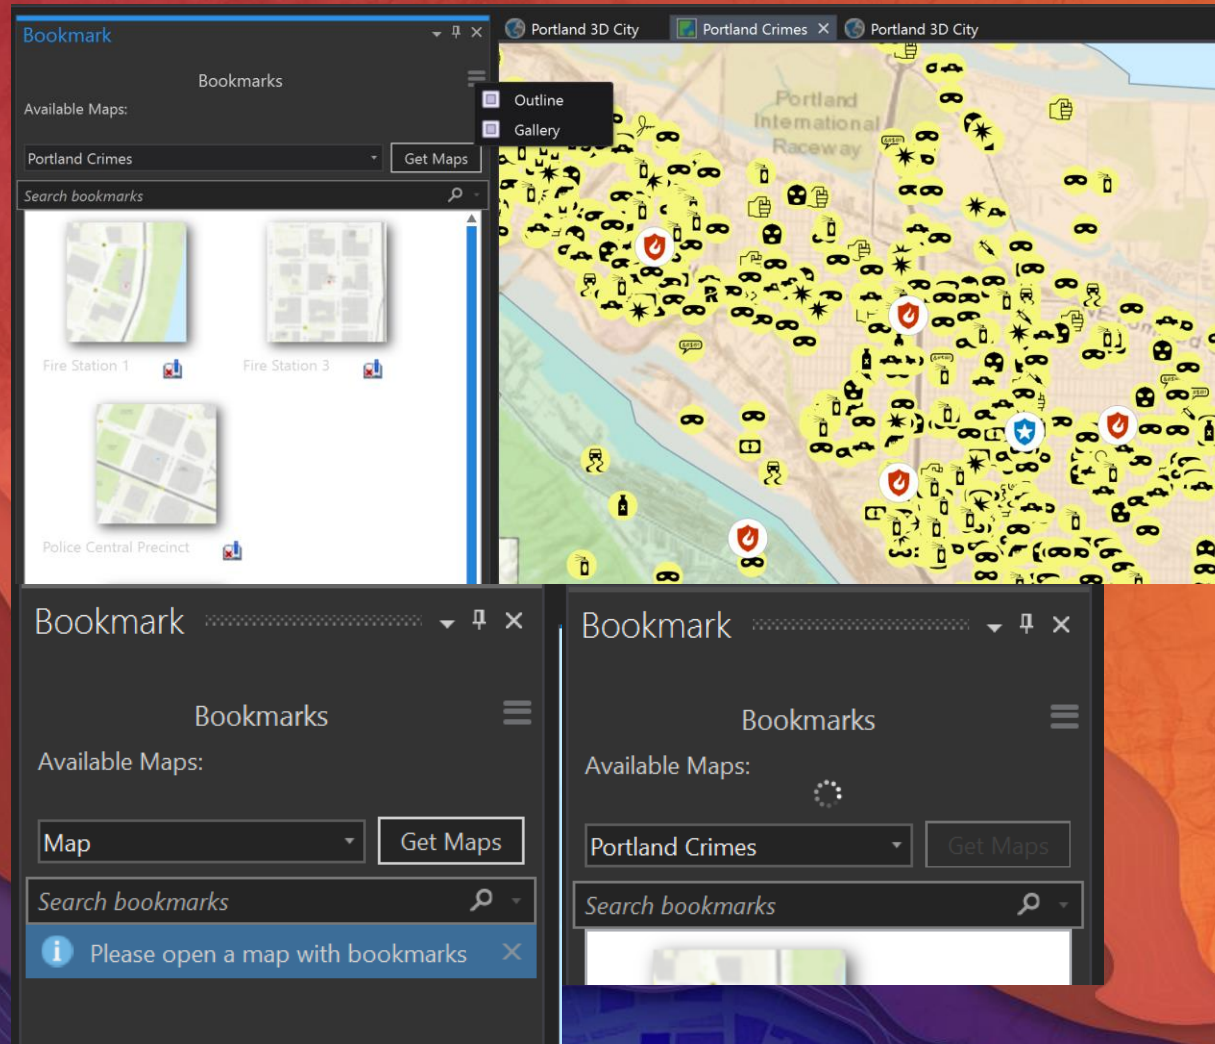 Bookmark
Portland 3D City
Portland Crimes
Portland 3D City
Bookmarks
Outline
Gallery
Available Maps:
Portland Crimes
Get Maps
Search bookmarks
Portland
International
Raceway
Fire Station 1
Fire Station 3
Police Central Precinct
Bookmark
Bookmarks
Available Maps:
Map
Get Maps
Search bookmarks
Please open a map with bookmarks
Bookmark
Bookmarks
Available Maps:
Portland Crimes
Get Maps
Search bookmarks